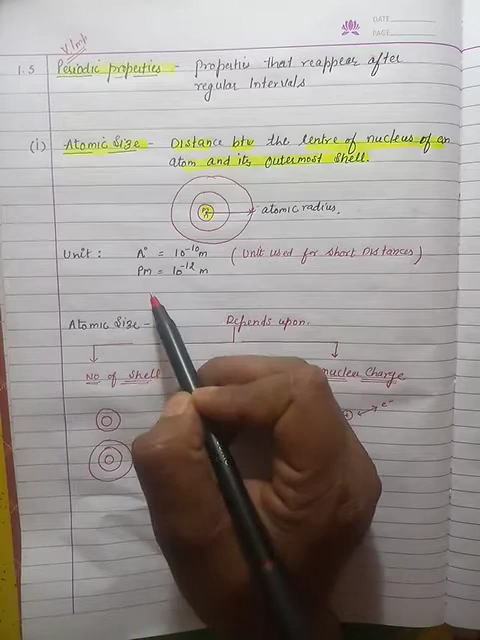 DATE
PAGE
V.Imp
1.5 Periodic properties - Properties that reappear after
regular Intervals
(i) Atomic Size - Distance btw the centre of nucleus of an
atom and its outermost shell.
atomic radius.
Unit : A° = 10⁻¹⁰m ( Unit used for short Distances )
Pm = 10⁻¹² m
Atomic Size - Depends upon.
NO of Shell nuclear Charge
+ e⁻